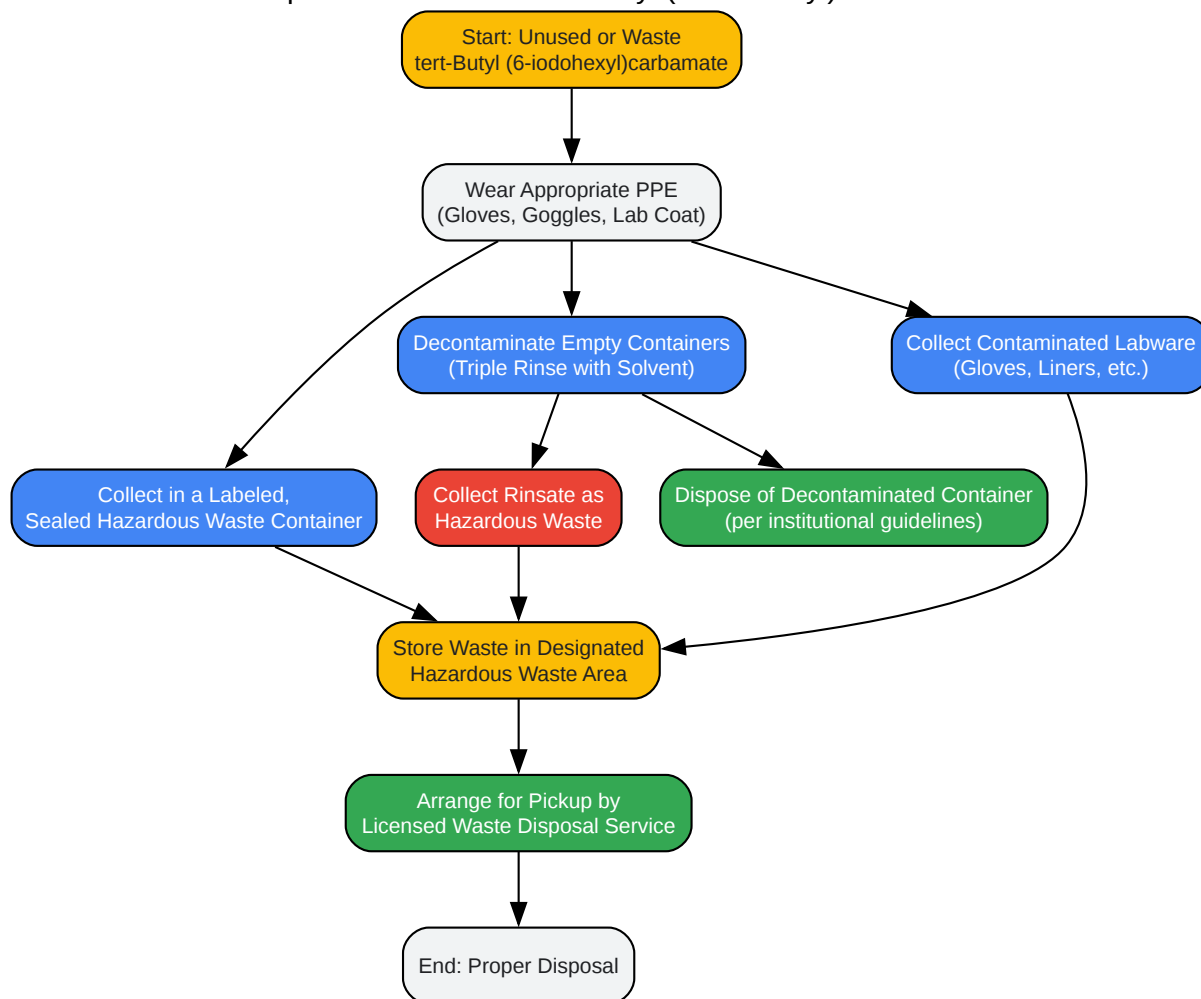 Start: Unused or Waste
tert-Butyl (6-iodohexyl)carbamate
Wear Appropriate PPE
(Gloves, Goggles, Lab Coat)
Decontaminate Empty Containers
(Triple Rinse with Solvent)
Collect Contaminated Labware
(Gloves, Liners, etc.)
Collect in a Labeled,
Sealed Hazardous Waste Container
Collect Rinsate as
Hazardous Waste
Dispose of Decontaminated Container
(per institutional guidelines)
Store Waste in Designated
Hazardous Waste Area
Arrange for Pickup by
Licensed Waste Disposal Service
End: Proper Disposal